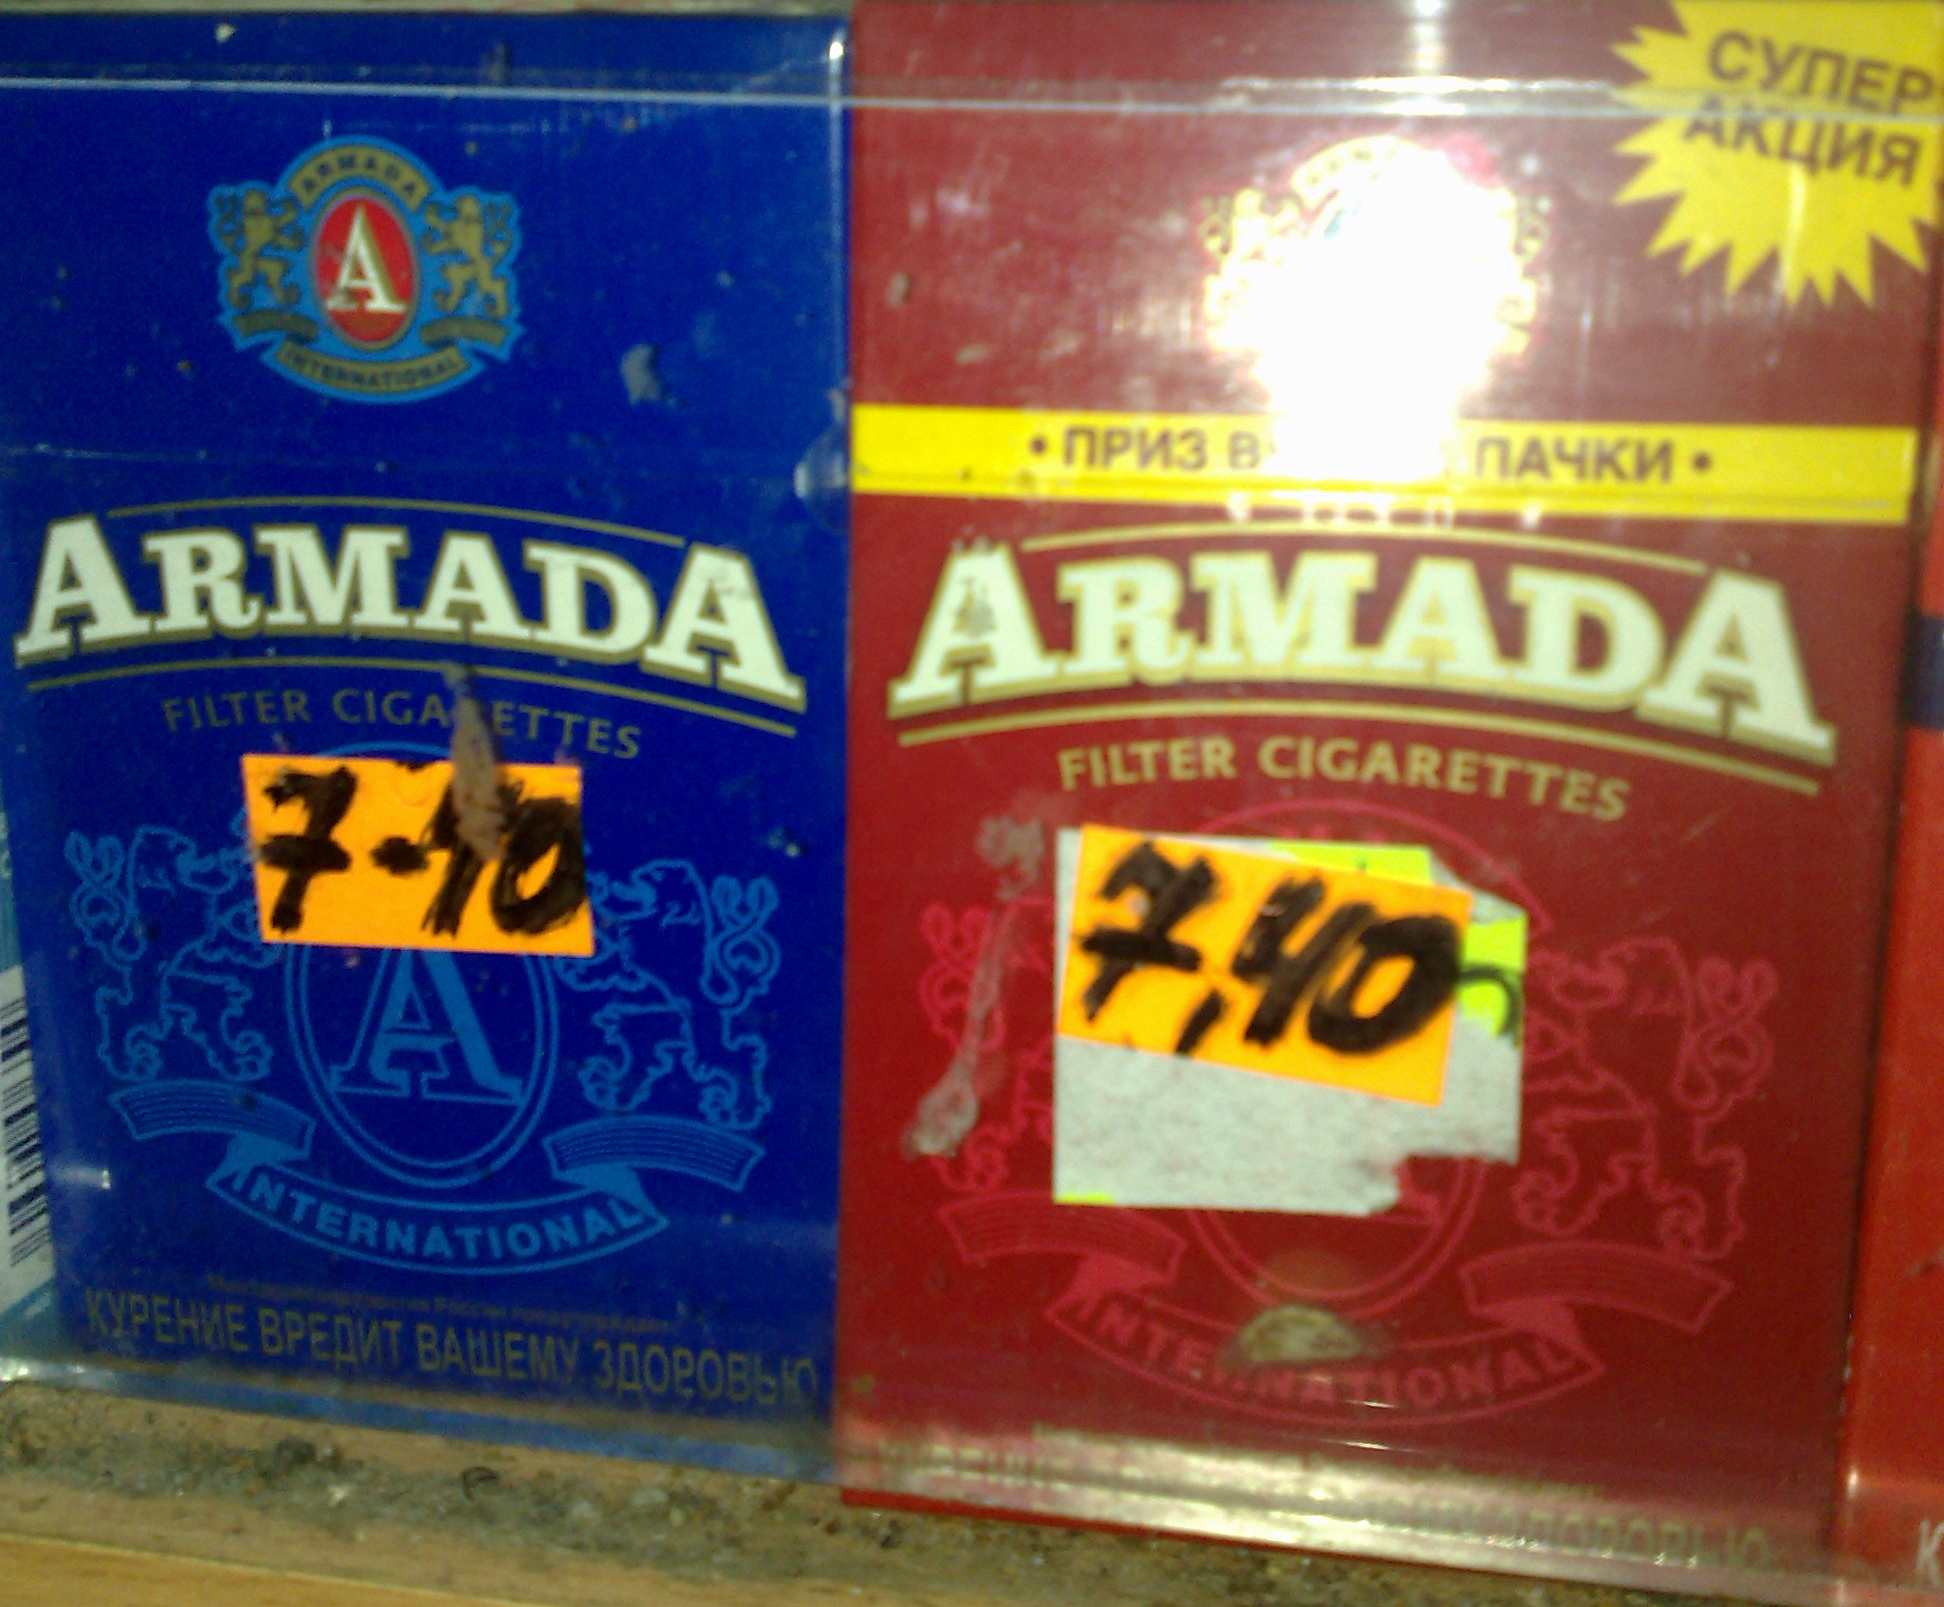 ARMADA
A
INTERNATIONAL
ARMADA
FILTER CIGARETTES
7-40
A
INTERNATIONAL
КУРЕНИЕ ВРЕДИТ ВАШЕМУ ЗДОРОВЬЮ
СУПЕР
АКЦИЯ
• ПРИЗ В ПАЧКИ •
ARMADA
FILTER CIGARETTES
7,40
INTERNATIONAL
ЗДОРОВЬЮ
К